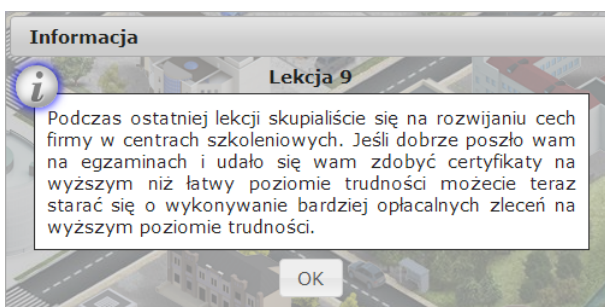 Informacja
Lekcja 9
Podczas ostatniej lekcji skupialiście się na rozwijaniu cech
firmy w centrach szkoleniowych. Jeśli dobrze poszło wam
na egzaminach i udało się wam zdobyć certyfikaty na
wyższym niż łatwy poziomie trudności możecie teraz
starać się o wykonywanie bardziej opłacalnych zleceń na
wyższym poziomie trudności.
OK